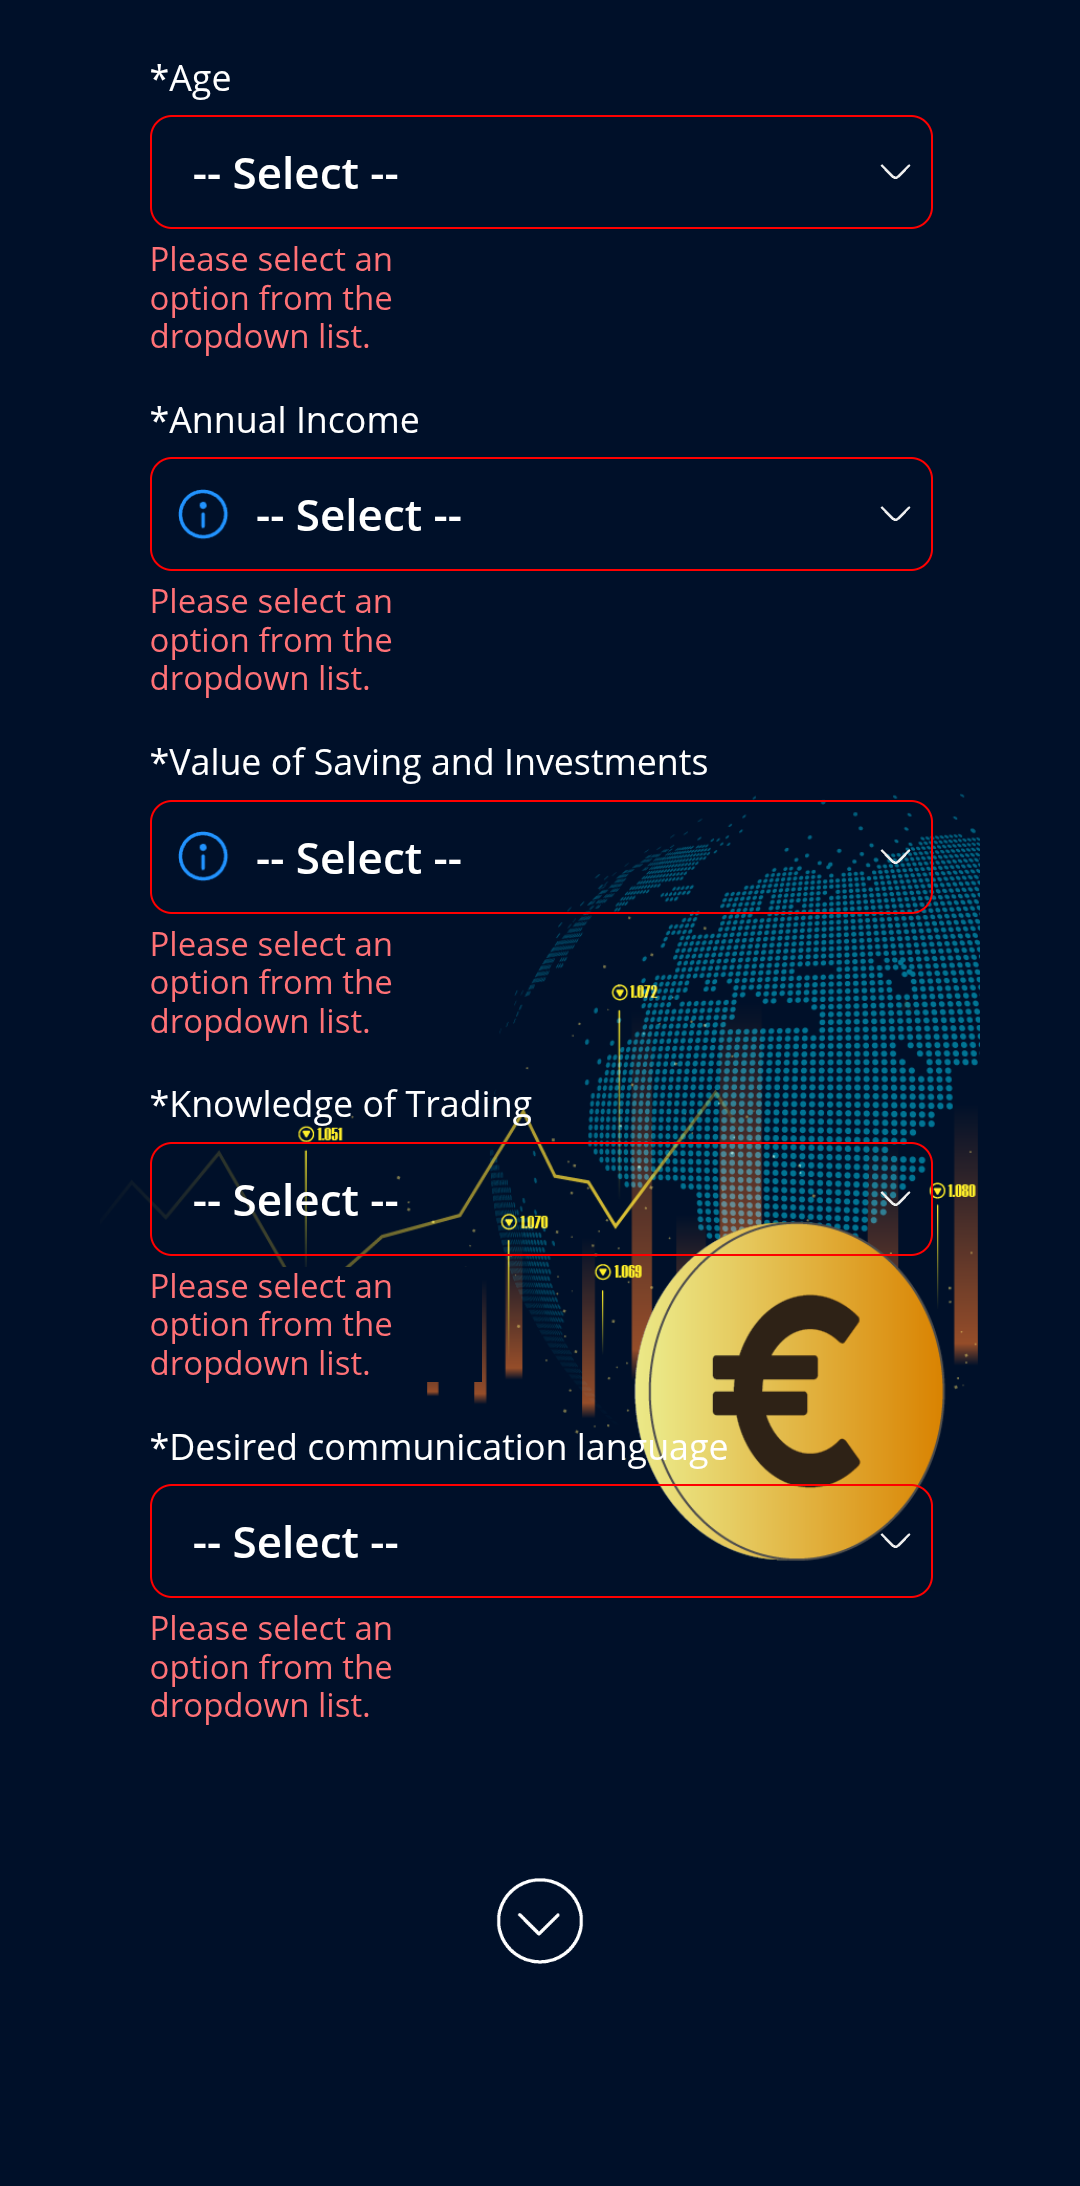 *Age
-- Select --
Please select an
option from the
dropdown list.
*Annual Income
-- Select --
Please select an
option from the
dropdown list.
*Value of Saving and Investments
-- Select --
Please select an
option from the
dropdown list.
1.072
*Knowledge of Trading
1.051
-- Select --
1.080
1.070
1.069
Please select an
option from the
dropdown list.
€
*Desired communication language
-- Select --
Please select an
option from the
dropdown list.